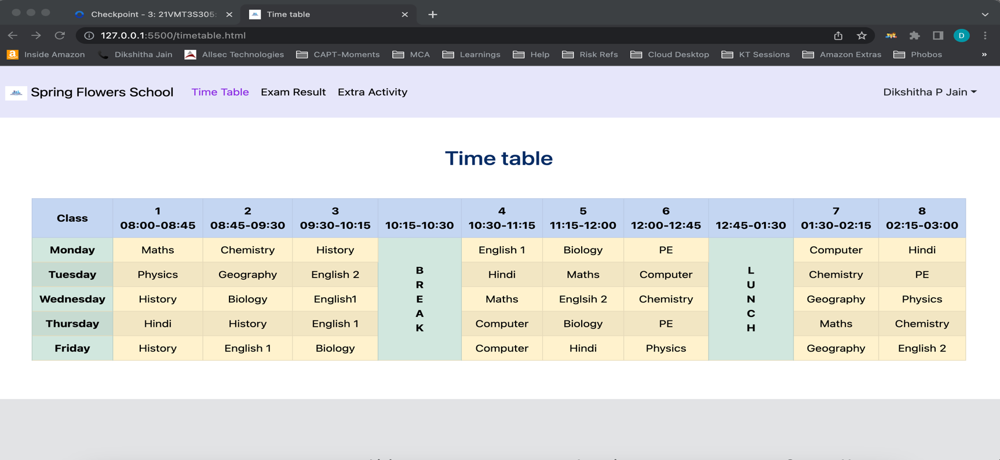 Checkpoint - 3: 21VMT3S305:
Time table
127.0.0.1:5500/timetable.html
D
Inside Amazon Dikshitha Jain Allsec Technologies CAPT-Moments MCA Learnings Help Risk Refs Cloud Desktop KT Sessions Amazon Extras Phobos »
Spring Flowers School Time Table Exam Result Extra Activity Dikshitha P Jain
Time table
Class 1 2 3 4 5 6 7 8
08:00-08:45 08:45-09:30 09:30-10:15 10:15-10:30 10:30-11:15 11:15-12:00 12:00-12:45 12:45-01:30 01:30-02:15 02:15-03:00
Monday Maths Chemistry History English 1 Biology PE Computer Hindi
Tuesday Physics Geography English 2 Hindi Maths Computer Chemistry PE
Wednesday History Biology English1 Maths Englsih 2 Chemistry Geography Physics
Thursday Hindi History English 1 Computer Biology PE Maths Chemistry
Friday History English 1 Biology Computer Hindi Physics Geography English 2
B
R
E
A
K
L
U
N
C
H